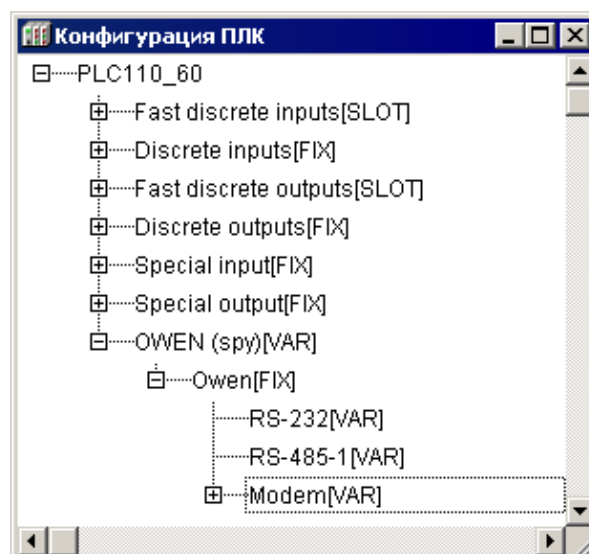 Конфигурация ПЛК
PLC110_60
Fast discrete inputs[SLOT]
Discrete inputs[FIX]
Fast discrete outputs[SLOT]
Discrete outputs[FIX]
Special input[FIX]
Special output[FIX]
OWEN (spy)[VAR]
Owen[FIX]
RS-232[VAR]
RS-485-1[VAR]
Modem[VAR]